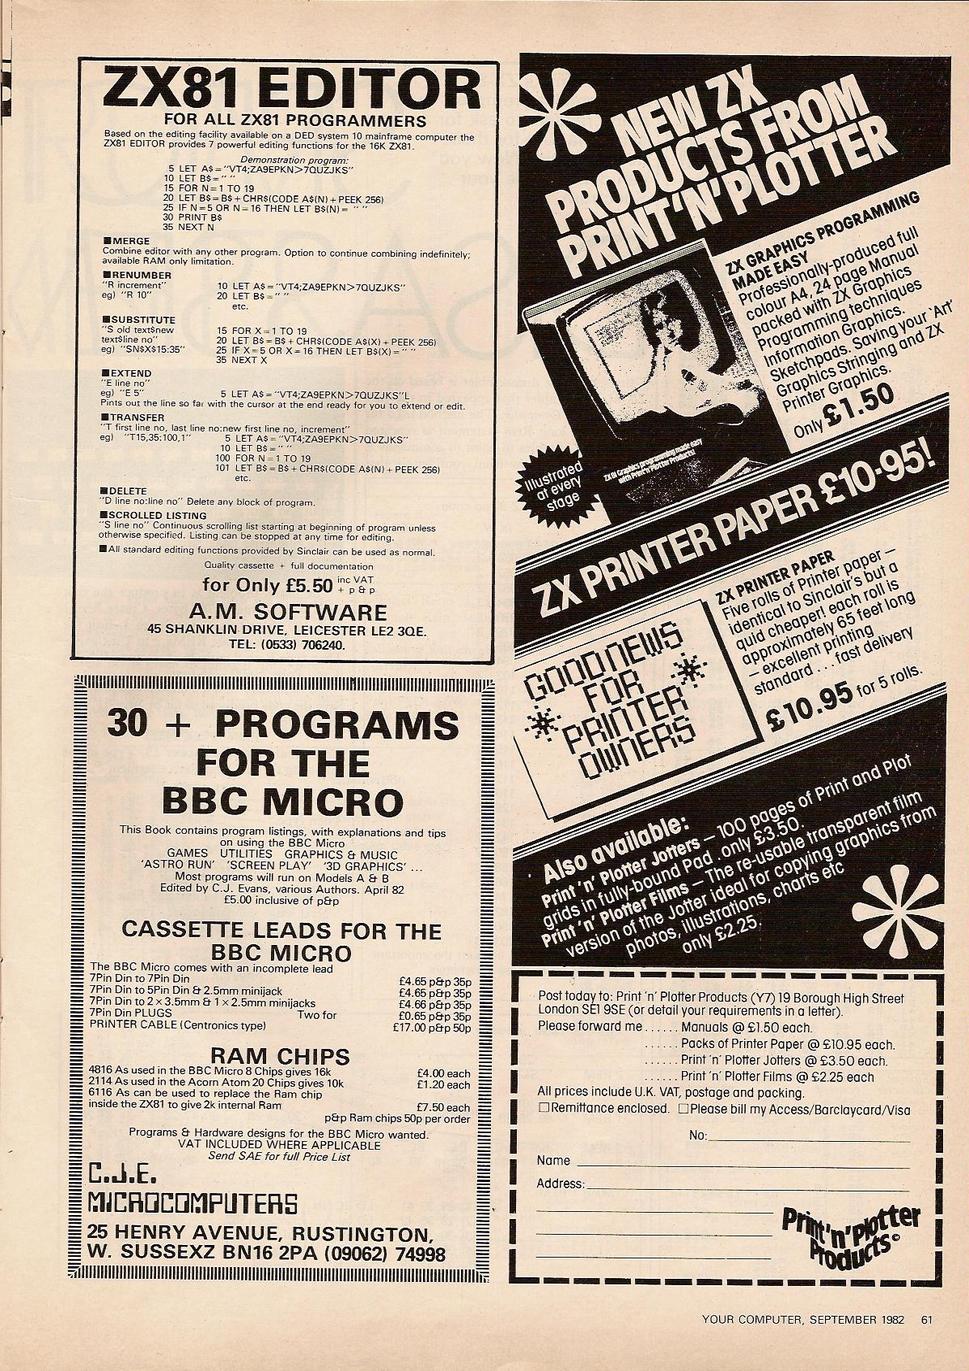 ZX81 EDITOR
FOR ALL ZX81 PROGRAMMERS
Based on the editing facility available on a DED system 10 mainframe computer the
ZX81 EDITOR provides 7 powerful editing functions for the 16K ZX81.
Demonstration program:
5 LET A$="VT4;ZA9EPKN>7QUZJKS"
10 LET B$=" "
15 FOR N=1 TO 19
20 LET B$=B$+CHR$(CODE A$(N)+PEEK 256)
25 IF N=5 OR N=16 THEN LET B$(N)=" "
30 PRINT B$
35 NEXT N
■MERGE
Combine editor with any other program. Option to continue combining indefinitely;
available RAM only limitation.
■RENUMBER
"R increment" 10 LET A$="VT4;ZA9EPKN>7QUZJKS"
eg) "R 10" 20 LET B$=" "
etc.
■SUBSTITUTE
"S old text$new 15 FOR X=1 TO 19
text$line no" 20 LET B$=B$+CHR$(CODE A$(X)+PEEK 256)
eg) "SN$X$15:35" 25 IF X=5 OR X=16 THEN LET B$(X)=" "
35 NEXT X
■EXTEND
"E line no"
eg) "E 5" 5 LET A$="VT4;ZA9EPKN>7QUZJKS"L
Pints out the line so far with the cursor at the end ready for you to extend or edit.
■TRANSFER
"T first line no, last line no:new first line no, increment"
eg) "T15,35:100,1" 5 LET A$="VT4;ZA9EPKN>7QUZJKS"
10 LET B$=" "
100 FOR N=1 TO 19
101 LET B$=B$+CHR$(CODE A$(N)+PEEK 256)
etc.
■DELETE
"D line no:line no" Delete any block of program.
■SCROLLED LISTING
"S line no" Continuous scrolling list starting at beginning of program unless
otherwise specified. Listing can be stopped at any time for editing.
■All standard editing functions provided by Sinclair can be used as normal.
Quality cassette + full documentation
for Only £5.50 inc VAT + p & p
A.M. SOFTWARE
45 SHANKLIN DRIVE, LEICESTER LE2 3QE.
TEL: (0533) 706240.
30 + PROGRAMS
FOR THE
BBC MICRO
This Book contains program listings, with explanations and tips
on using the BBC Micro
GAMES UTILITIES GRAPHICS & MUSIC
'ASTRO RUN' 'SCREEN PLAY' '3D GRAPHICS' ...
Most programs will run on Models A & B
Edited by C.J. Evans, various Authors. April 82
£5.00 inclusive of p&p
CASSETTE LEADS FOR THE
BBC MICRO
The BBC Micro comes with an incomplete lead
7Pin Din to 7Pin Din £4.65 p&p 35p
7Pin Din to 5Pin Din & 2.5mm minijack £4.65 p&p 35p
7Pin Din to 2×3.5mm & 1×2.5mm minijacks £4.66 p&p 35p
7Pin Din PLUGS Two for £0.65 p&p 35p
PRINTER CABLE (Centronics type) £17.00 p&p 50p
RAM CHIPS
4816 As used in the BBC Micro 8 Chips gives 16k £4.00 each
2114 As used in the Acorn Atom 20 Chips gives 10k £1.20 each
6116 As can be used to replace the Ram chip
inside the ZX81 to give 2k internal Ram £7.50 each
p&p Ram chips 50p per order
Programs & Hardware designs for the BBC Micro wanted.
VAT INCLUDED WHERE APPLICABLE
Send SAE for full Price List
C.J.E.
MICROCOMPUTERS
25 HENRY AVENUE, RUSTINGTON,
W. SUSSEXZ BN16 2PA (09062) 74998
NEW ZX
PRODUCTS FROM
PRINT'N'PLOTTER
ZX GRAPHICS PROGRAMMING
MADE EASY
Professionally-produced full
colour A4, 24 page Manual
packed with ZX Graphics
Programming techniques
Information Graphics.
Sketchpads. Saving your 'Art'
Graphics Stringing and ZX
Printer Graphics.
Only £1.50
ZX81 Graphics programming made easy
with Print'n'Plotter Products!
Illustrated
at every
stage
ZX PRINTER PAPER £10-95!
ZX PRINTER PAPER
Five rolls of Printer paper –
identical to Sinclair's but a
quid cheaper! each roll is
approximately 65 feet long
– excellent printing
standard ... fast delivery
£10.95 for 5 rolls.
GOOD NEWS
FOR
PRINTER
OWNERS
Also available:
Print 'n' Plotter Jotters – 100 pages of Print and Plot
grids in fully-bound Pad . only £3.50.
Print 'n' Plotter Films – The re-usable transparent film
version of the Jotter ideal for copying graphics from
photos, illustrations, charts etc
only £2.25.
Post today to: Print 'n' Plotter Products (Y7) 19 Borough High Street
London SE1 9SE (or detail your requirements in a letter).
Please forward me ...... Manuals @ £1.50 each.
...... Packs of Printer Paper @ £10.95 each.
...... Print 'n' Plotter Jotters @ £3.50 each.
...... Print 'n' Plotter Films @ £2.25 each
All prices include U.K. VAT, postage and packing.
☐Remittance enclosed. ☐Please bill my Access/Barclaycard/Visa
No:
Name
Address:
Print'n'Plotter
Products©
YOUR COMPUTER, SEPTEMBER 1982 61